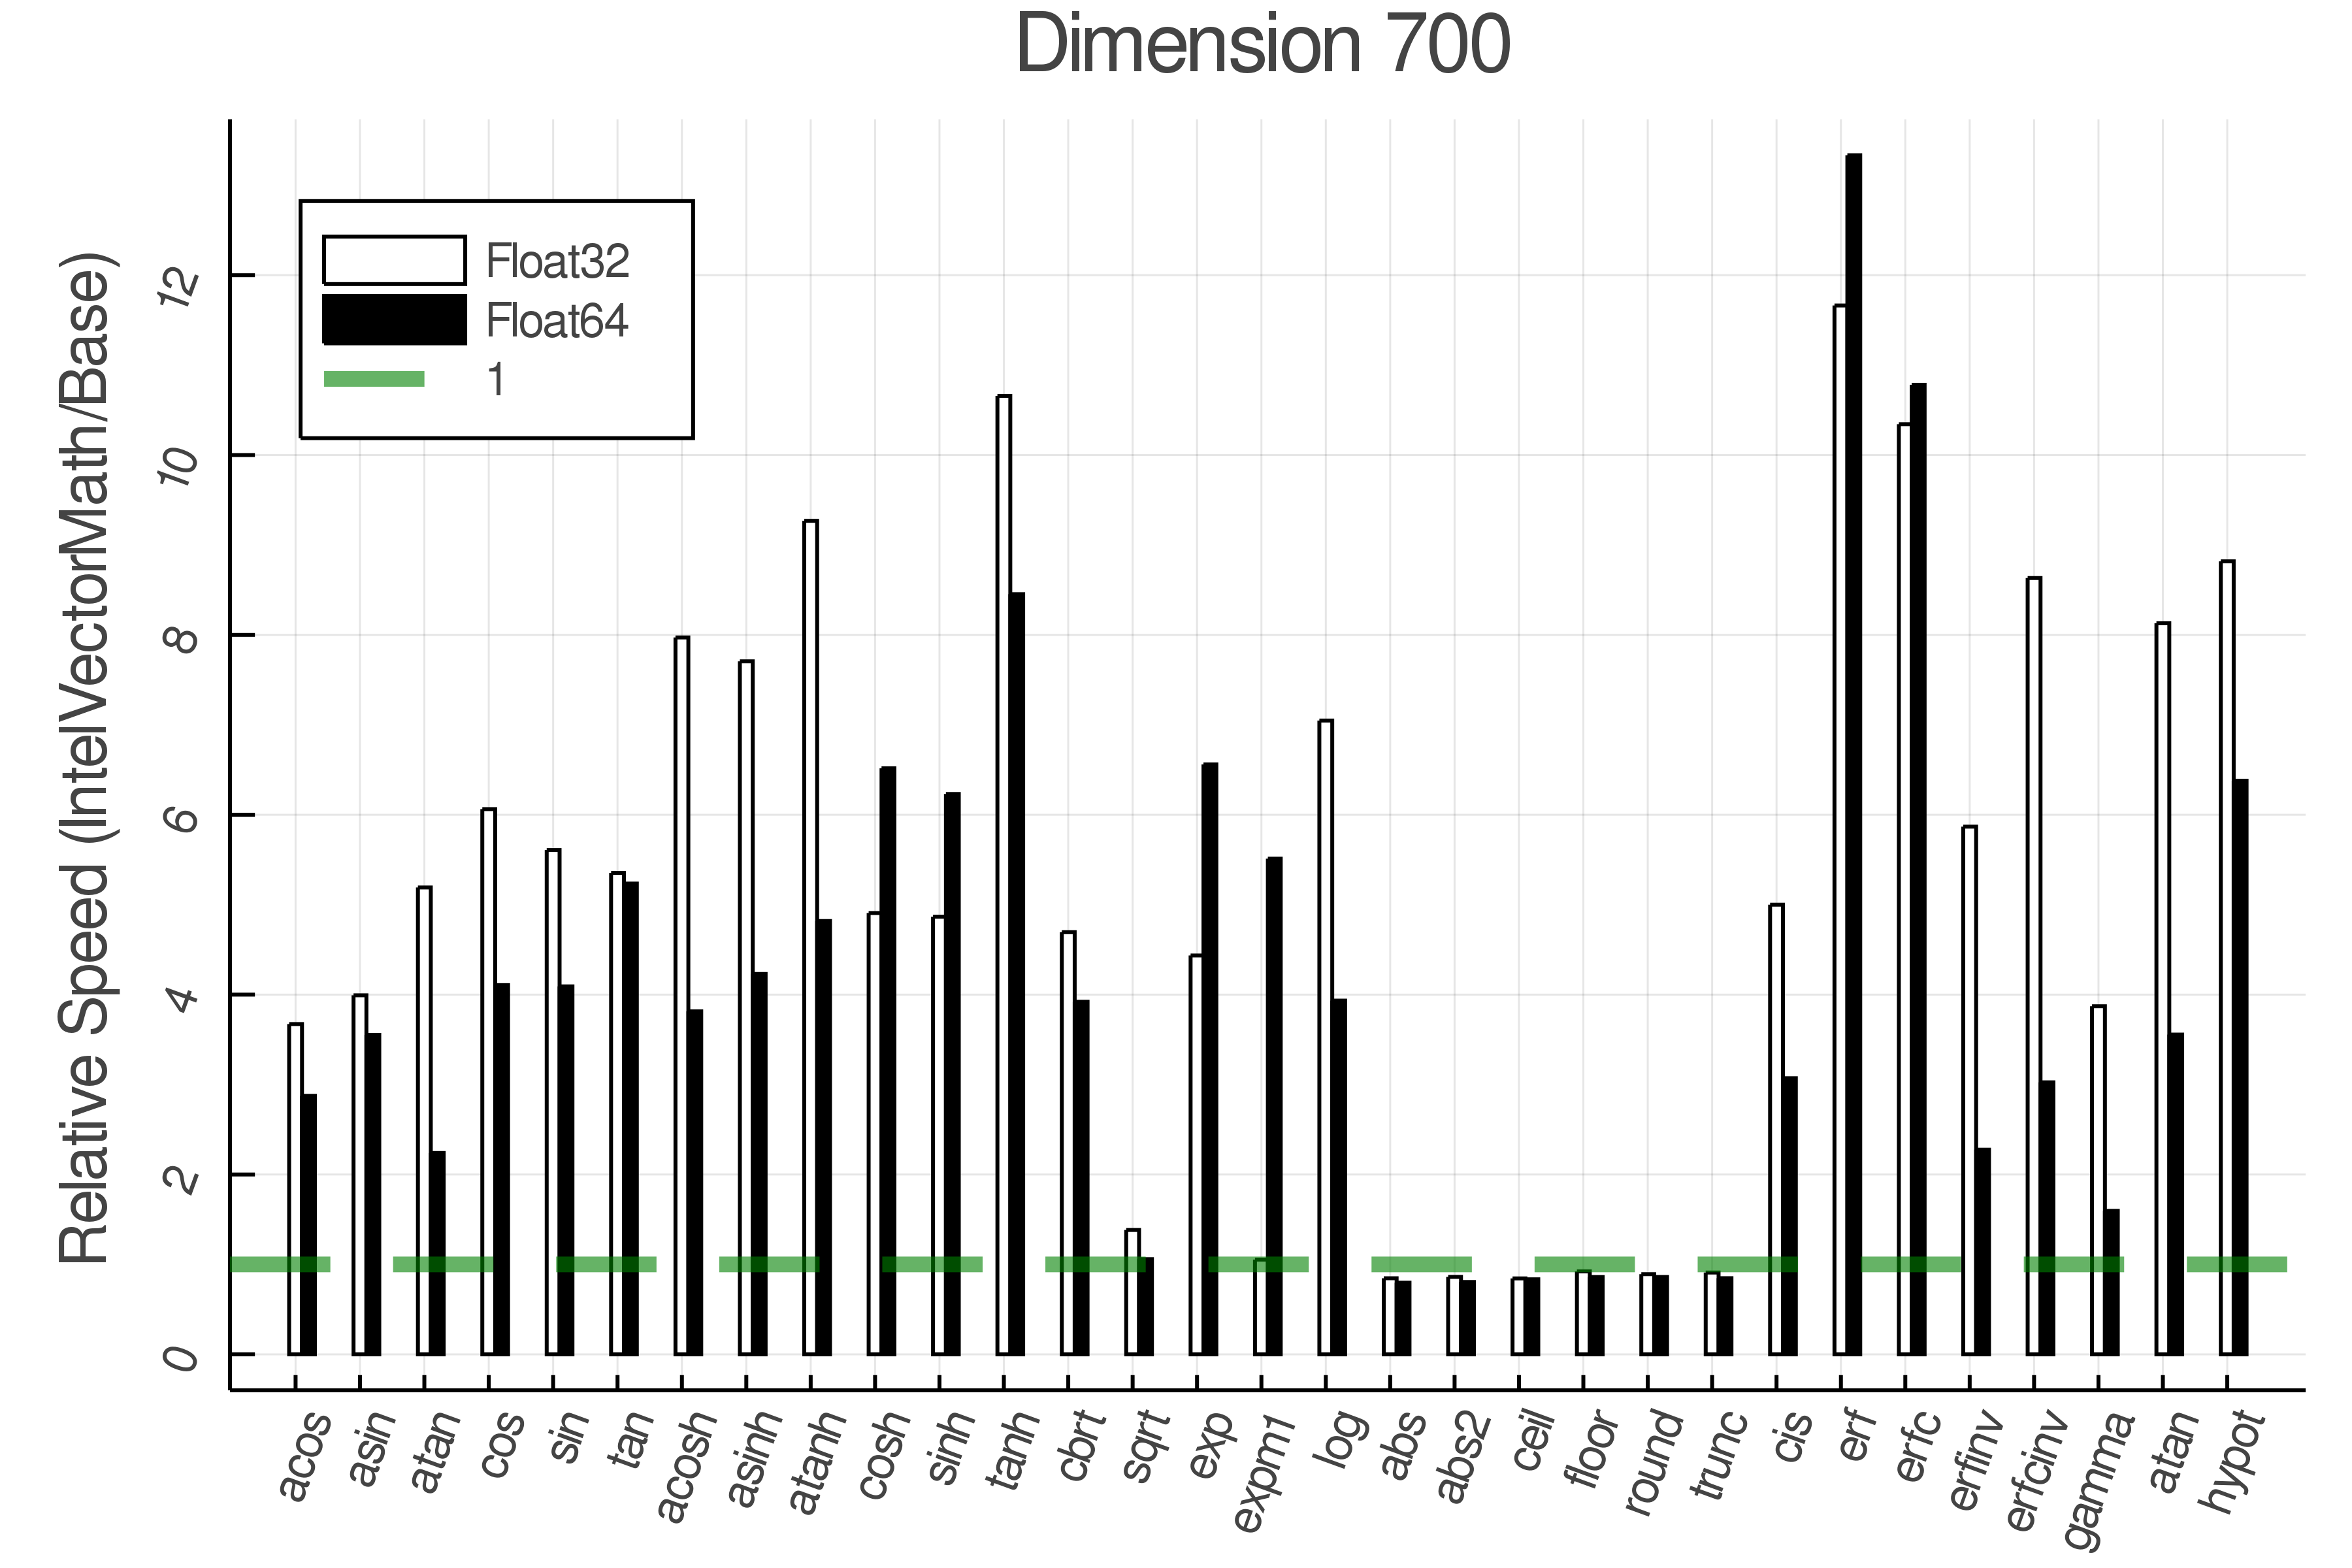 Dimension 700
Relative Speed (IntelVectorMath/Base)
12
10
8
6
4
2
0
Float32
Float64
1
acos
asin
atan
cos
sin
tan
acosh
asinh
atanh
cosh
sinh
tanh
cbrt
sqrt
exp
expm1
log
abs
abs2
ceil
floor
round
trunc
cis
erf
erfc
erfinv
erfcinv
gamma
atan
hypot